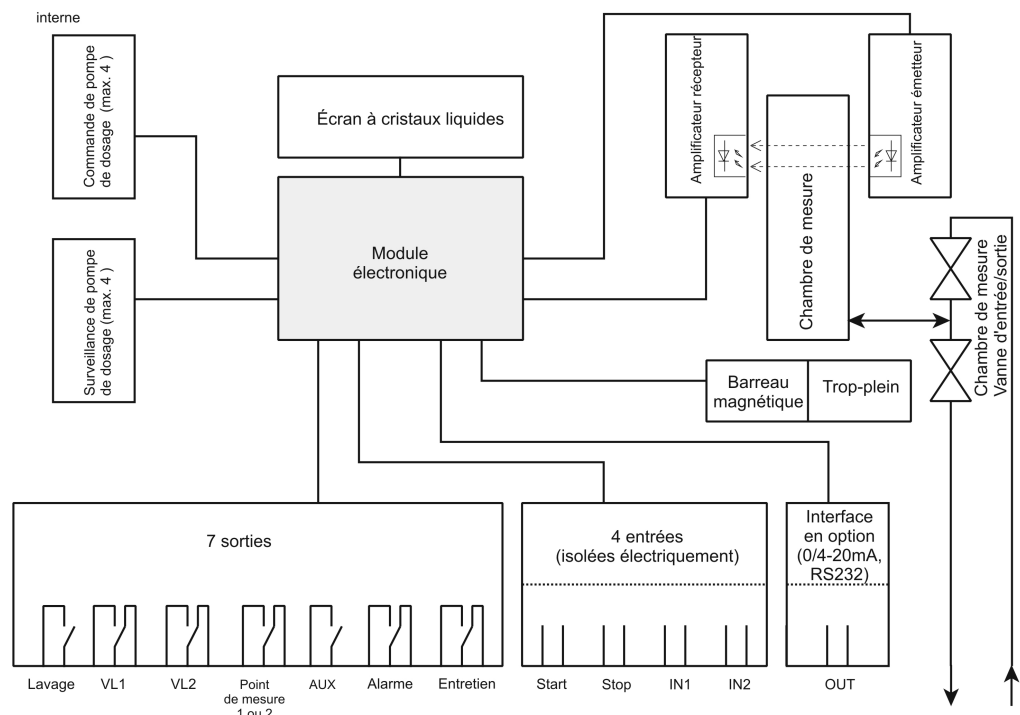 interne
Commande de pompe
de dosage (max. 4 )
Surveillance de pompe
de dosage (max. 4 )
Écran à cristaux liquides
Module
électronique
Amplificateur récepteur
Chambre de mesure
Amplificateur émetteur
Chambre de mesure
Vanne d'entrée/sortie
Barreau
magnétique
Trop-plein
7 sorties
Lavage
VL1
VL2
Point
de mesure
1 ou 2
AUX
Alarme
Entretien
4 entrées
(isolées électriquement)
Start
Stop
IN1
IN2
Interface
en option
(0/4-20mA,
RS232)
OUT